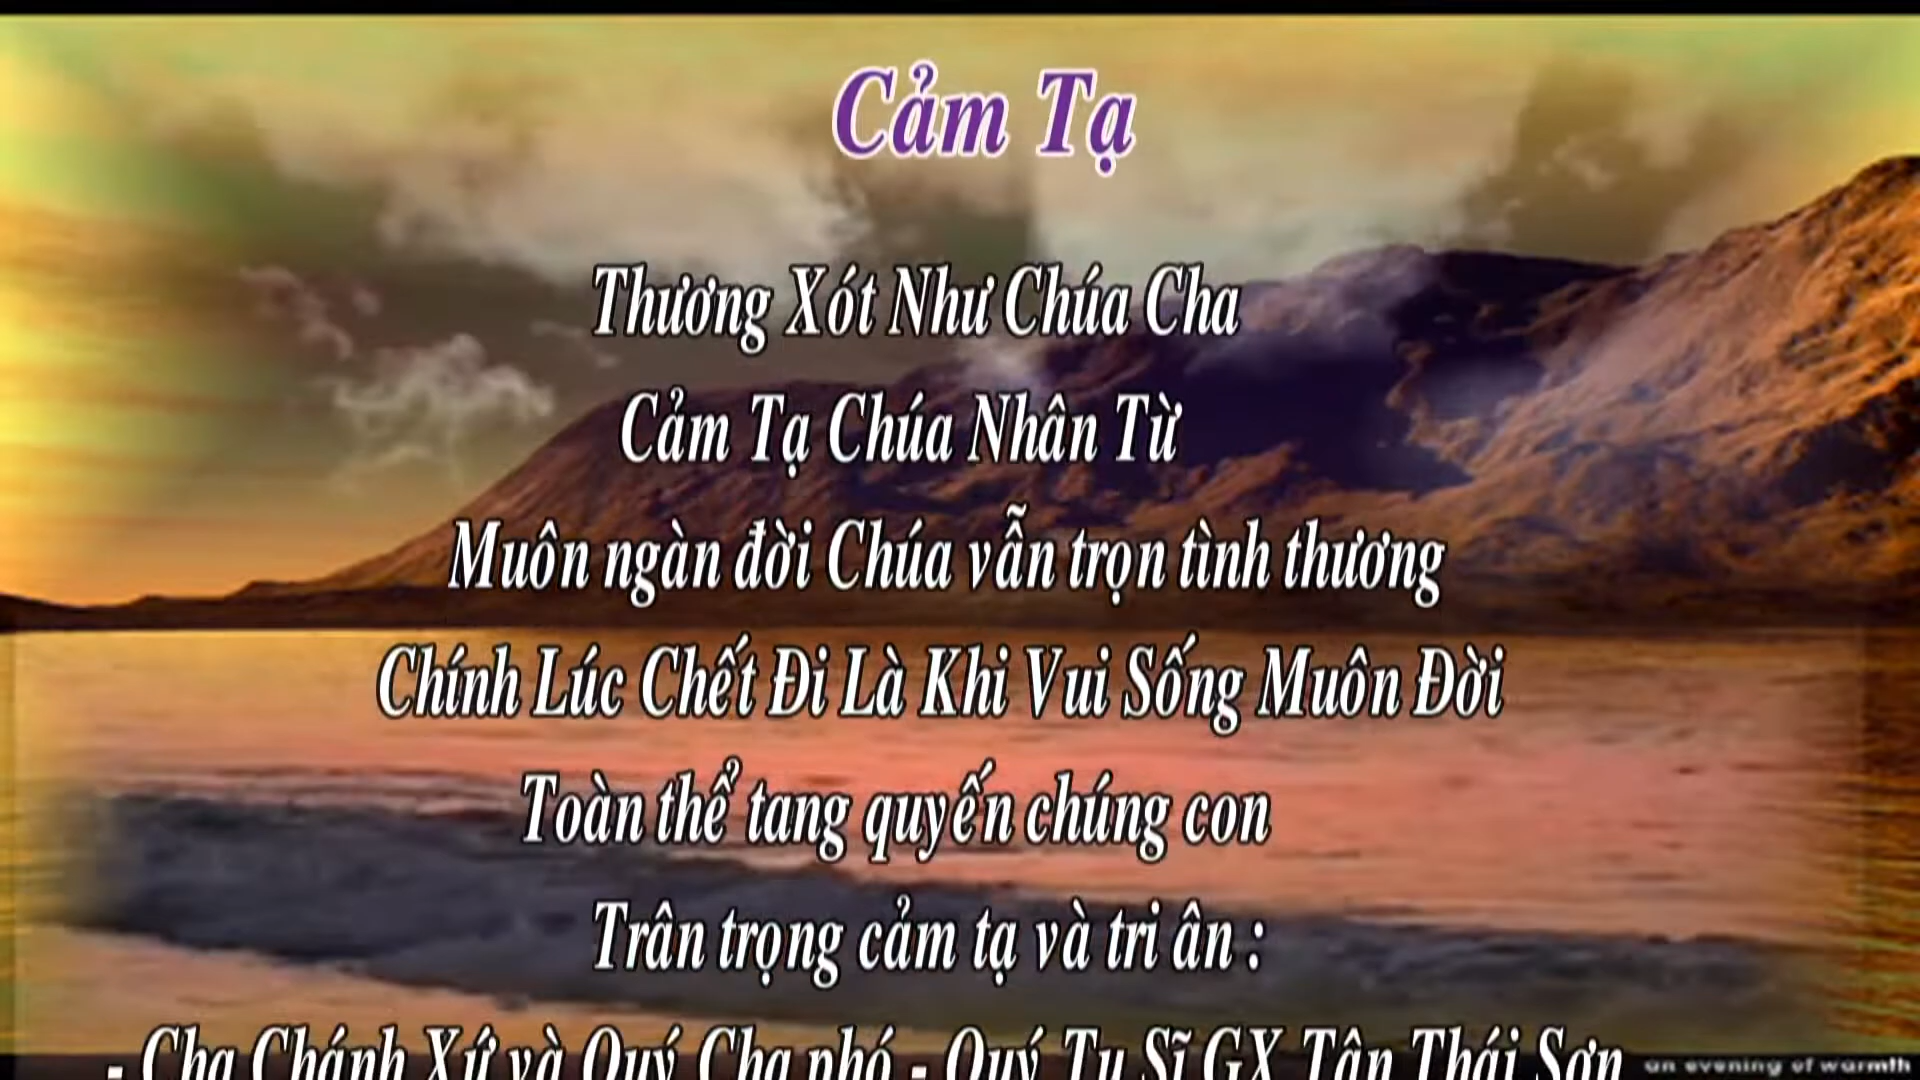 Cảm Tạ
Thương Xót Như Chúa Cha
Cảm Tạ Chúa Nhân Từ
Muôn ngàn đời Chúa vẫn trọn tình thương
Chính Lúc Chết Đi Là Khi Vui Sống Muôn Đời
Toàn thể tang quyến chúng con
Trân trọng cảm tạ và tri ân :
- Cha Chánh Xứ và Quý Cha phó - Quý Tu Sĩ GX Tân Thái Sơn
an evening of warmth